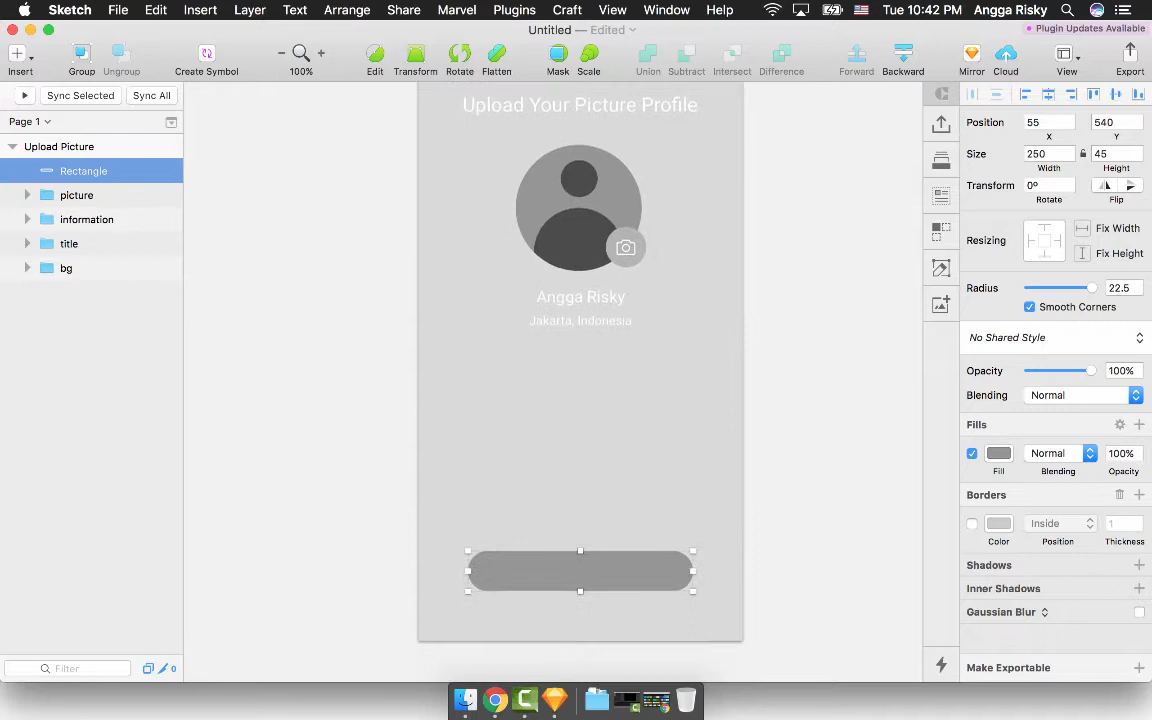 Sketch File Edit Insert Layer Text Arrange Share Marvel Plugins Craft Window Help Tue 10:42 PM Angga Risky
Untitled — Edited
Plugin Updates Available
Insert Group Ungroup Create Symbol 100% Edit Transform Rotate Flatten Mask Scale Union Subtract Intersect Difference Forward Backward Mirror Cloud View Export
Sync Selected Sync All
Page 1
Upload Picture
Rectangle
picture
information
title
bg
Filter
0
Upload Your Picture Profile
Angga Risky
Jakarta, Indonesia
Position 55 540
X Y
Size 250 45
Width Height
Transform 0º
Rotate Flip
Resizing
Fix Width
Fix Height
Radius 22.5
Smooth Corners
No Shared Style
Opacity 100%
Blending Normal
Fills
Normal 100%
Fill Blending Opacity
Borders
Inside 1
Color Position Thickness
Shadows
Inner Shadows
Gaussian Blur
Make Exportable